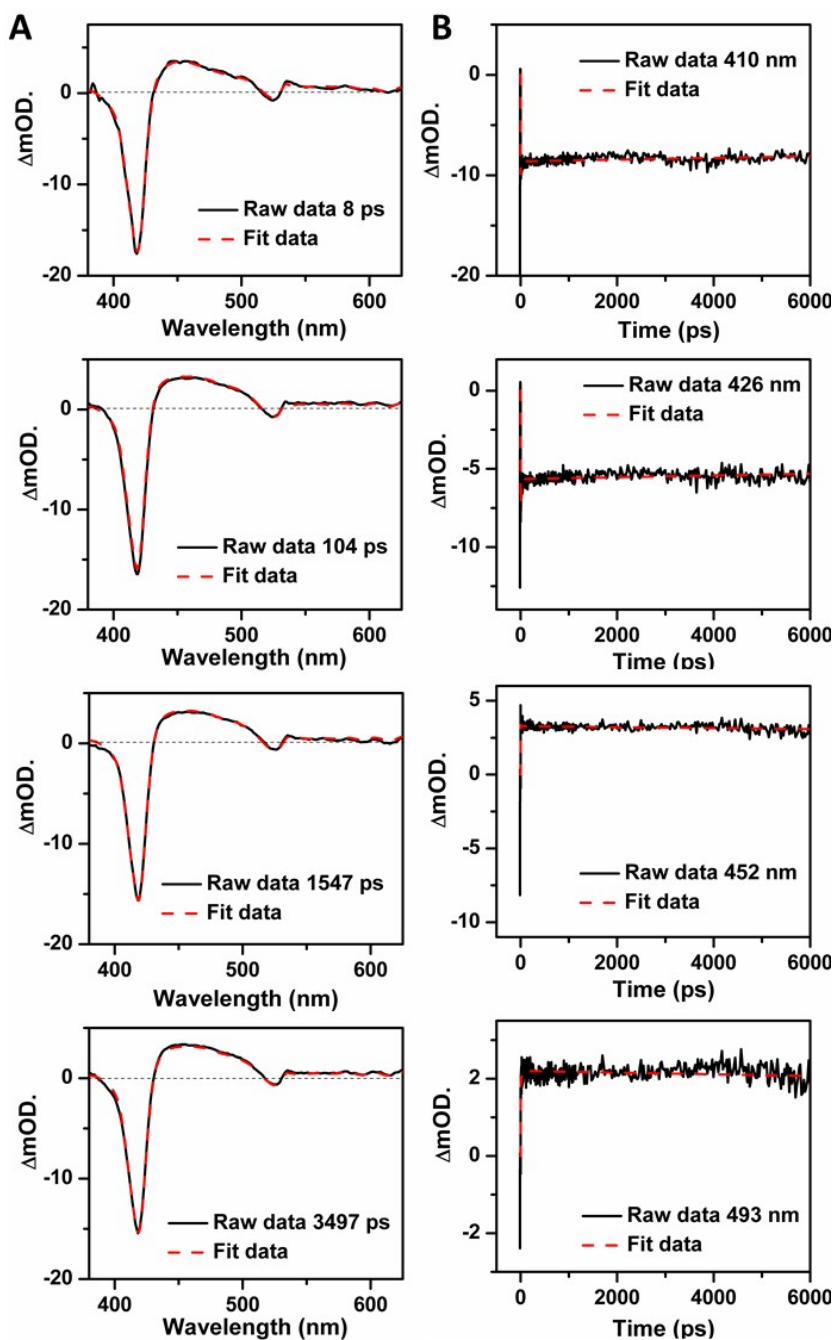 A
ΔmOD.
0
-10
-20
Raw data 8 ps
Fit data
400
500
600
Wavelength (nm)
ΔmOD.
0
-10
-20
Raw data 104 ps
Fit data
400
500
600
Wavelength (nm)
ΔmOD.
0
-10
-20
Raw data 1547 ps
Fit data
400
500
600
Wavelength (nm)
ΔmOD.
0
-10
-20
Raw data 3497 ps
Fit data
400
500
600
Wavelength (nm)
B
ΔmOD.
0
-10
-20
Raw data 410 nm
Fit data
0
2000
4000
6000
Time (ps)
ΔmOD.
0
-5
-10
Raw data 426 nm
Fit data
0
2000
4000
6000
Time (ps)
ΔmOD.
5
0
-5
-10
Raw data 452 nm
Fit data
0
2000
4000
6000
Time (ps)
ΔmOD.
2
0
-2
Raw data 493 nm
Fit data
0
2000
4000
6000
Time (ps)